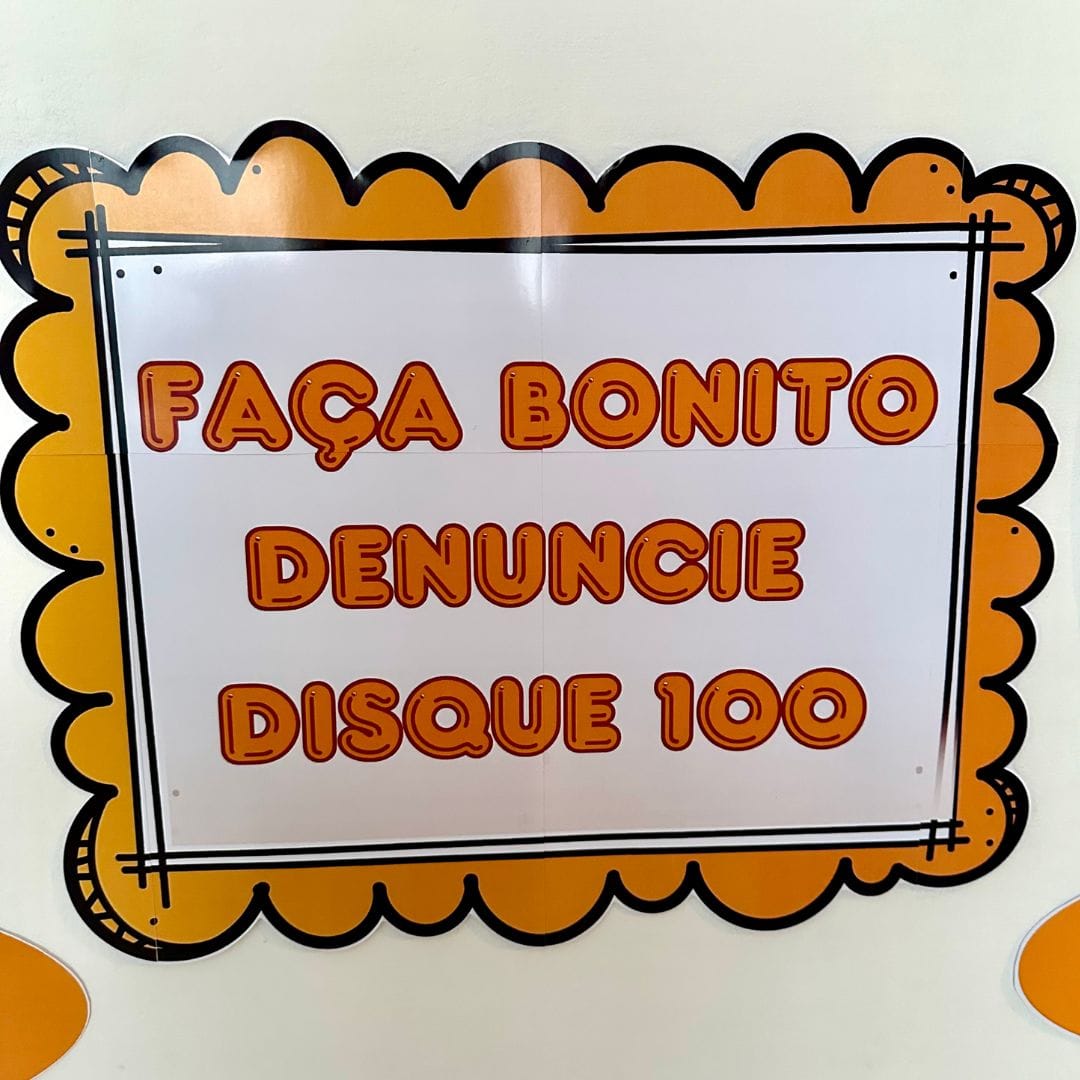 FAÇA BONITO
DENUNCIE
DISQUE 100